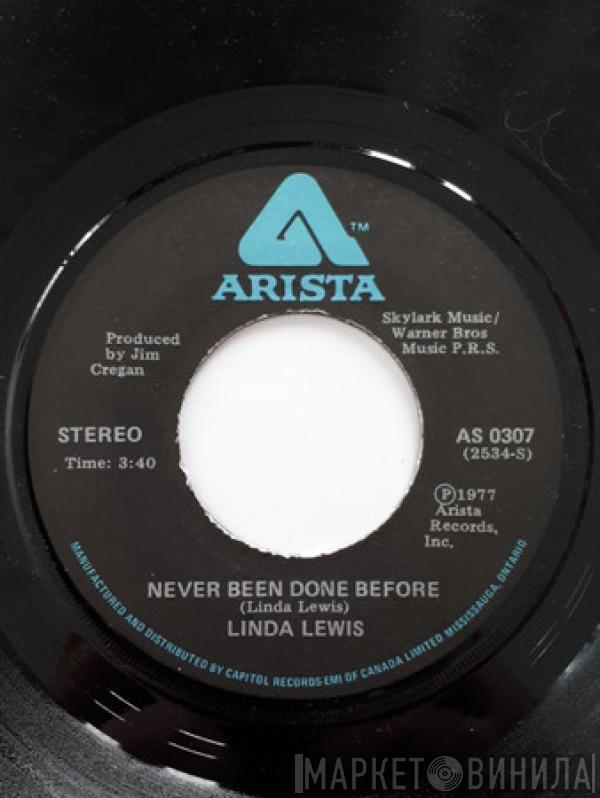 TM
ARISTA
Produced
by Jim
Cregan
Skylark Music/
Warner Bros
Music P.R.S.
STEREO
Time: 3:40
AS 0307
(2534-S)
Ⓟ1977
Arista
Records,
Inc.
NEVER BEEN DONE BEFORE
(Linda Lewis)
LINDA LEWIS
MANUFACTURED AND DISTRIBUTED BY CAPITOL RECORDS-EMI OF CANADA LIMITED MISSISSAUGA, ONTARIO
МАРКЕТ ВИНИЛА